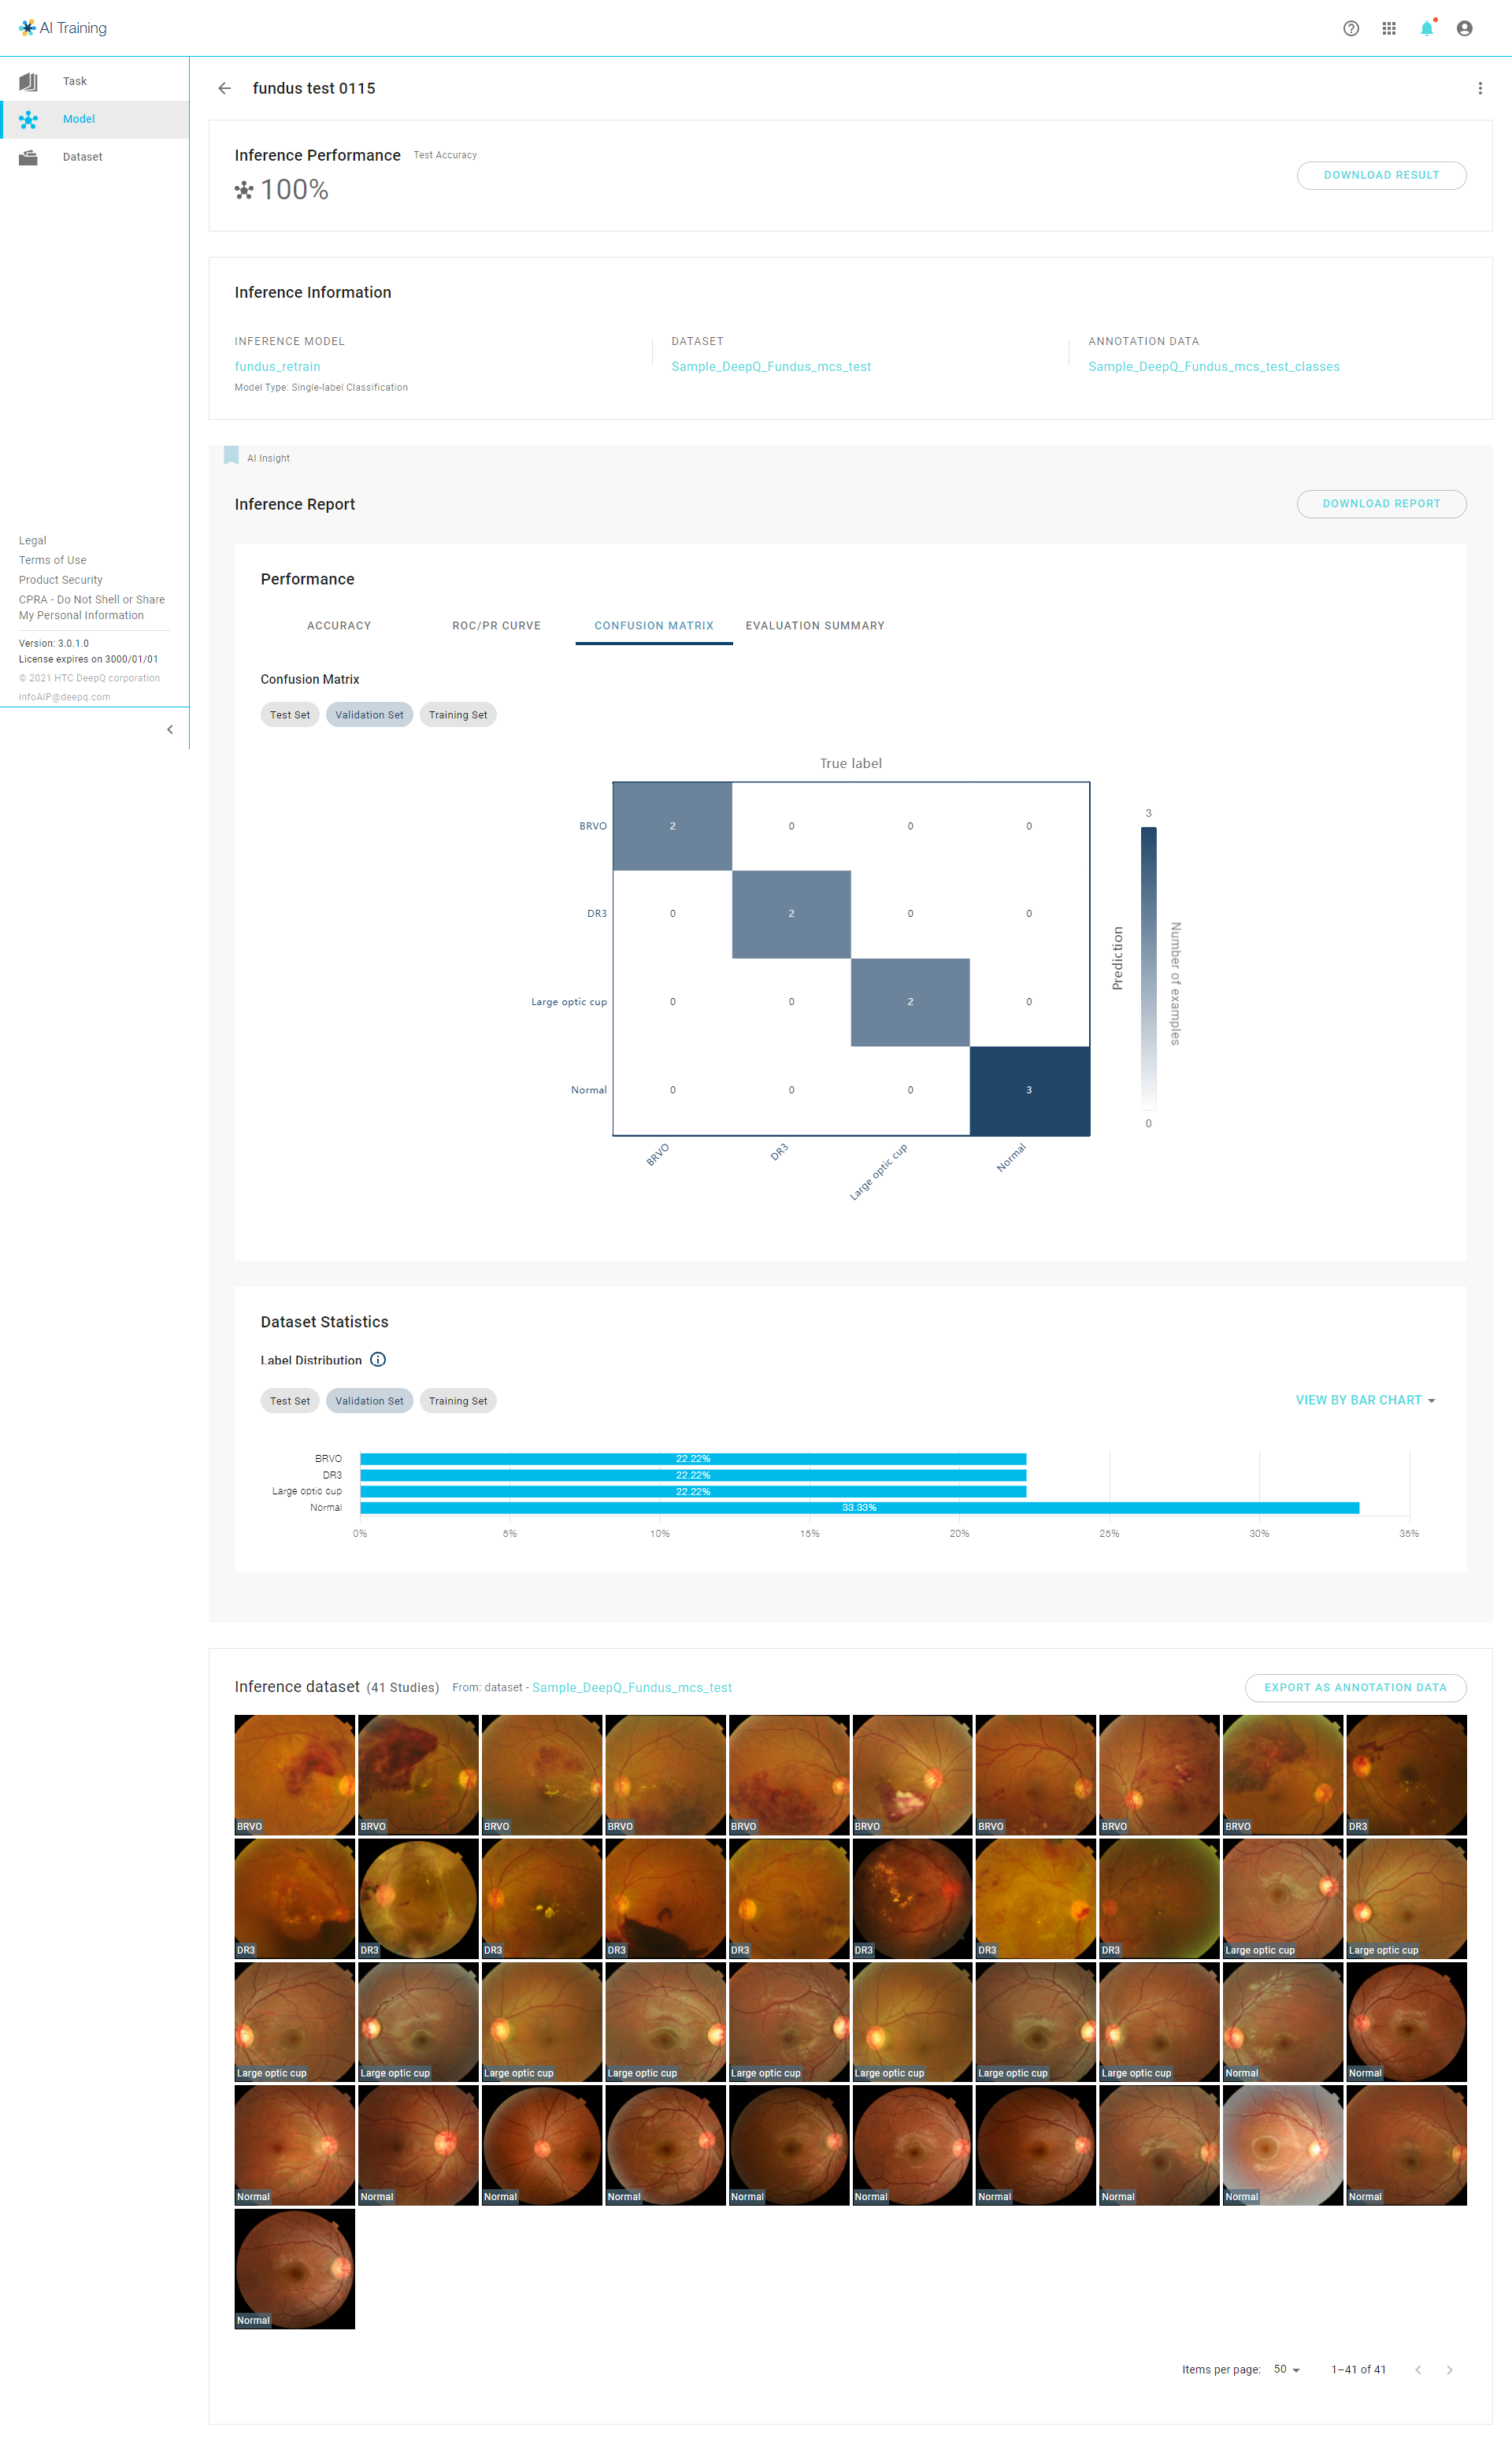 AI Training
Task
Model
Dataset
Legal
Terms of Use
Product Security
CPRA - Do Not Shell or Share
My Personal Information
Version: 3.0.1.0
License expires on 3000/01/01
© 2021 HTC DeepQ corporation
infoAIP@deepq.com
fundus test 0115
Inference Performance Test Accuracy
100%
DOWNLOAD RESULT
Inference Information
INFERENCE MODEL
fundus_retrain
Model Type: Single-label Classification
DATASET
Sample_DeepQ_Fundus_mcs_test
ANNOTATION DATA
Sample_DeepQ_Fundus_mcs_test_classes
AI Insight
Inference Report
DOWNLOAD REPORT
Performance
ACCURACY ROC/PR CURVE CONFUSION MATRIX EVALUATION SUMMARY
Confusion Matrix
Test Set Validation Set Training Set
True label
BRVO 2 0 0 0
DR3 0 2 0 0
Large optic cup 0 0 2 0
Normal 0 0 0 3
BRVO DR3 Large optic cup Normal
Prediction
3
0
Number of examples
Dataset Statistics
Label Distribution
Test Set Validation Set Training Set
VIEW BY BAR CHART
BRVO 22.22%
DR3 22.22%
Large optic cup 22.22%
Normal 33.33%
0% 5% 10% 15% 20% 25% 30% 35%
Inference dataset (41 Studies) From: dataset - Sample_DeepQ_Fundus_mcs_test
EXPORT AS ANNOTATION DATA
BRVO BRVO BRVO BRVO BRVO BRVO BRVO BRVO BRVO DR3
DR3 DR3 DR3 DR3 DR3 DR3 DR3 DR3 Large optic cup Large optic cup
Large optic cup Large optic cup Large optic cup Large optic cup Large optic cup Large optic cup Large optic cup Large optic cup Normal Normal
Normal Normal Normal Normal Normal Normal Normal Normal Normal Normal
Normal
Items per page: 50 1–41 of 41